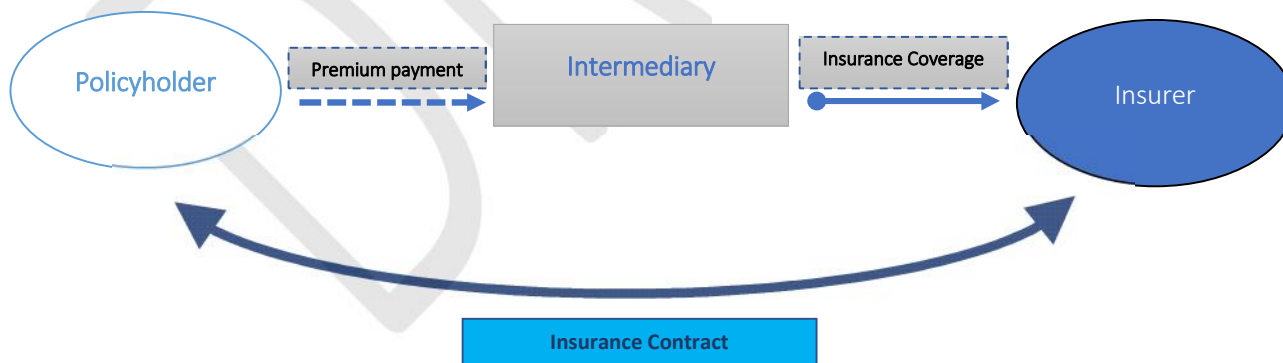 Policyholder
Premium payment
Intermediary
Insurance Coverage
Insurer
Insurance Contract